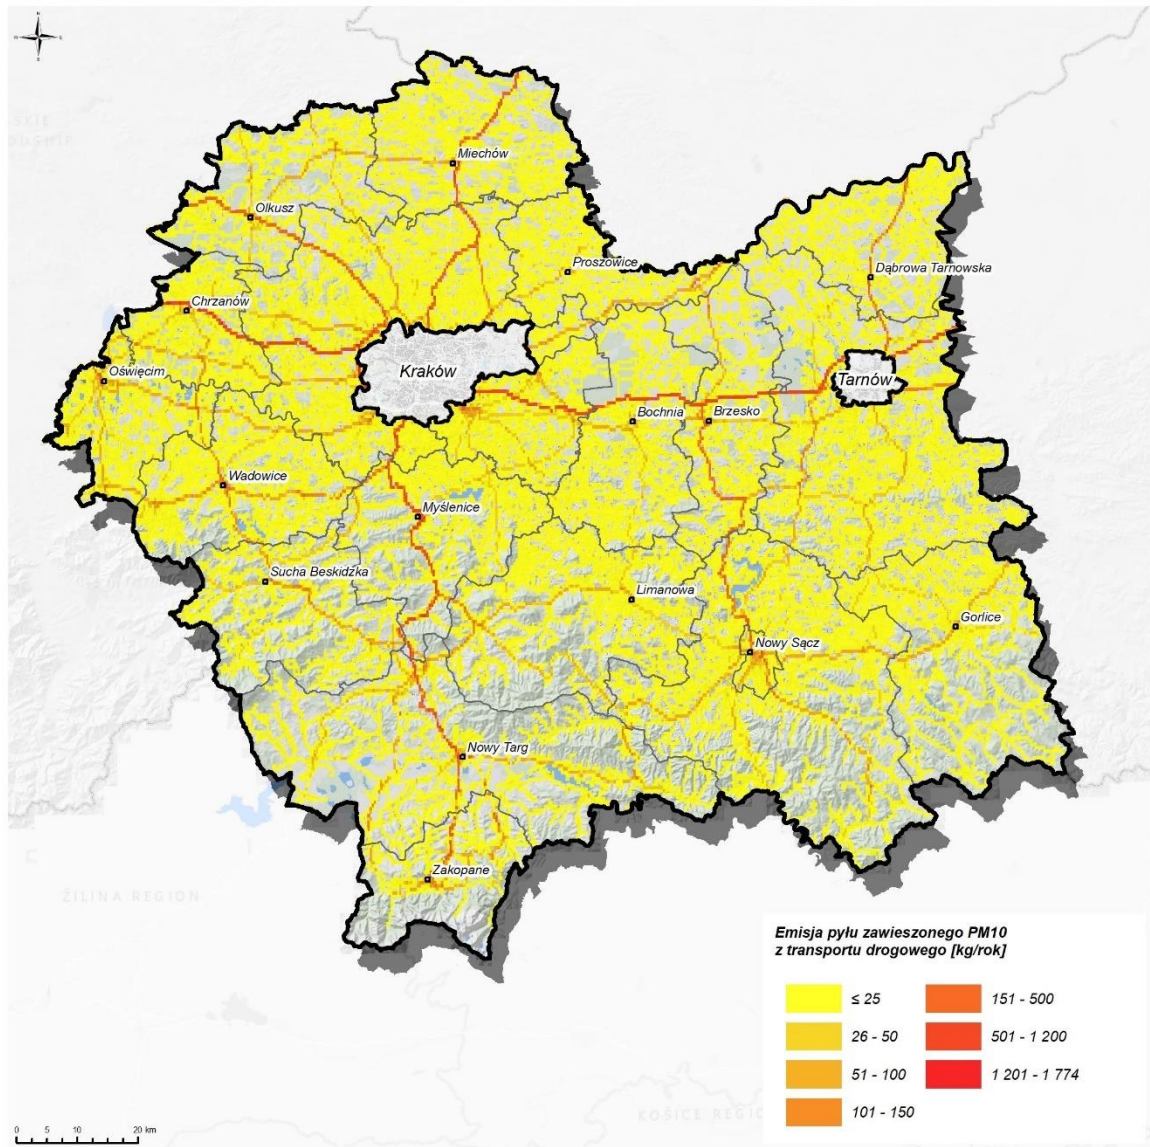 SKIE
Miechów
Olkusz
Proszowice
Dąbrowa Tarnowska
Chrzanów
Kraków
Tarnów
Oświęcim
Bochnia
Brzesko
Wadowice
Myślenice
Sucha Beskidzka
Limanowa
Gorlice
Nowy Sącz
Nowy Targ
Zakopane
ŽILINA REGION
Emisja pyłu zawieszonego PM10
z transportu drogowego [kg/rok]
≤ 25
26 - 50
51 - 100
101 - 150
151 - 500
501 - 1 200
1 201 - 1 774
0 5 10 20 km